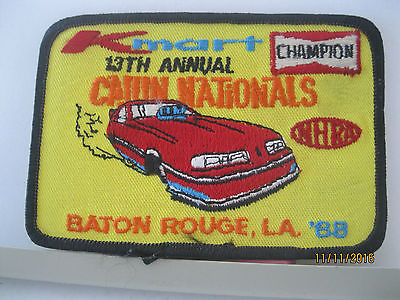 Kmart
CHAMPION
13TH ANNUAL
CAJUN NATIONALS
NHRA
BATON ROUGE, LA. '88
11/11/2016